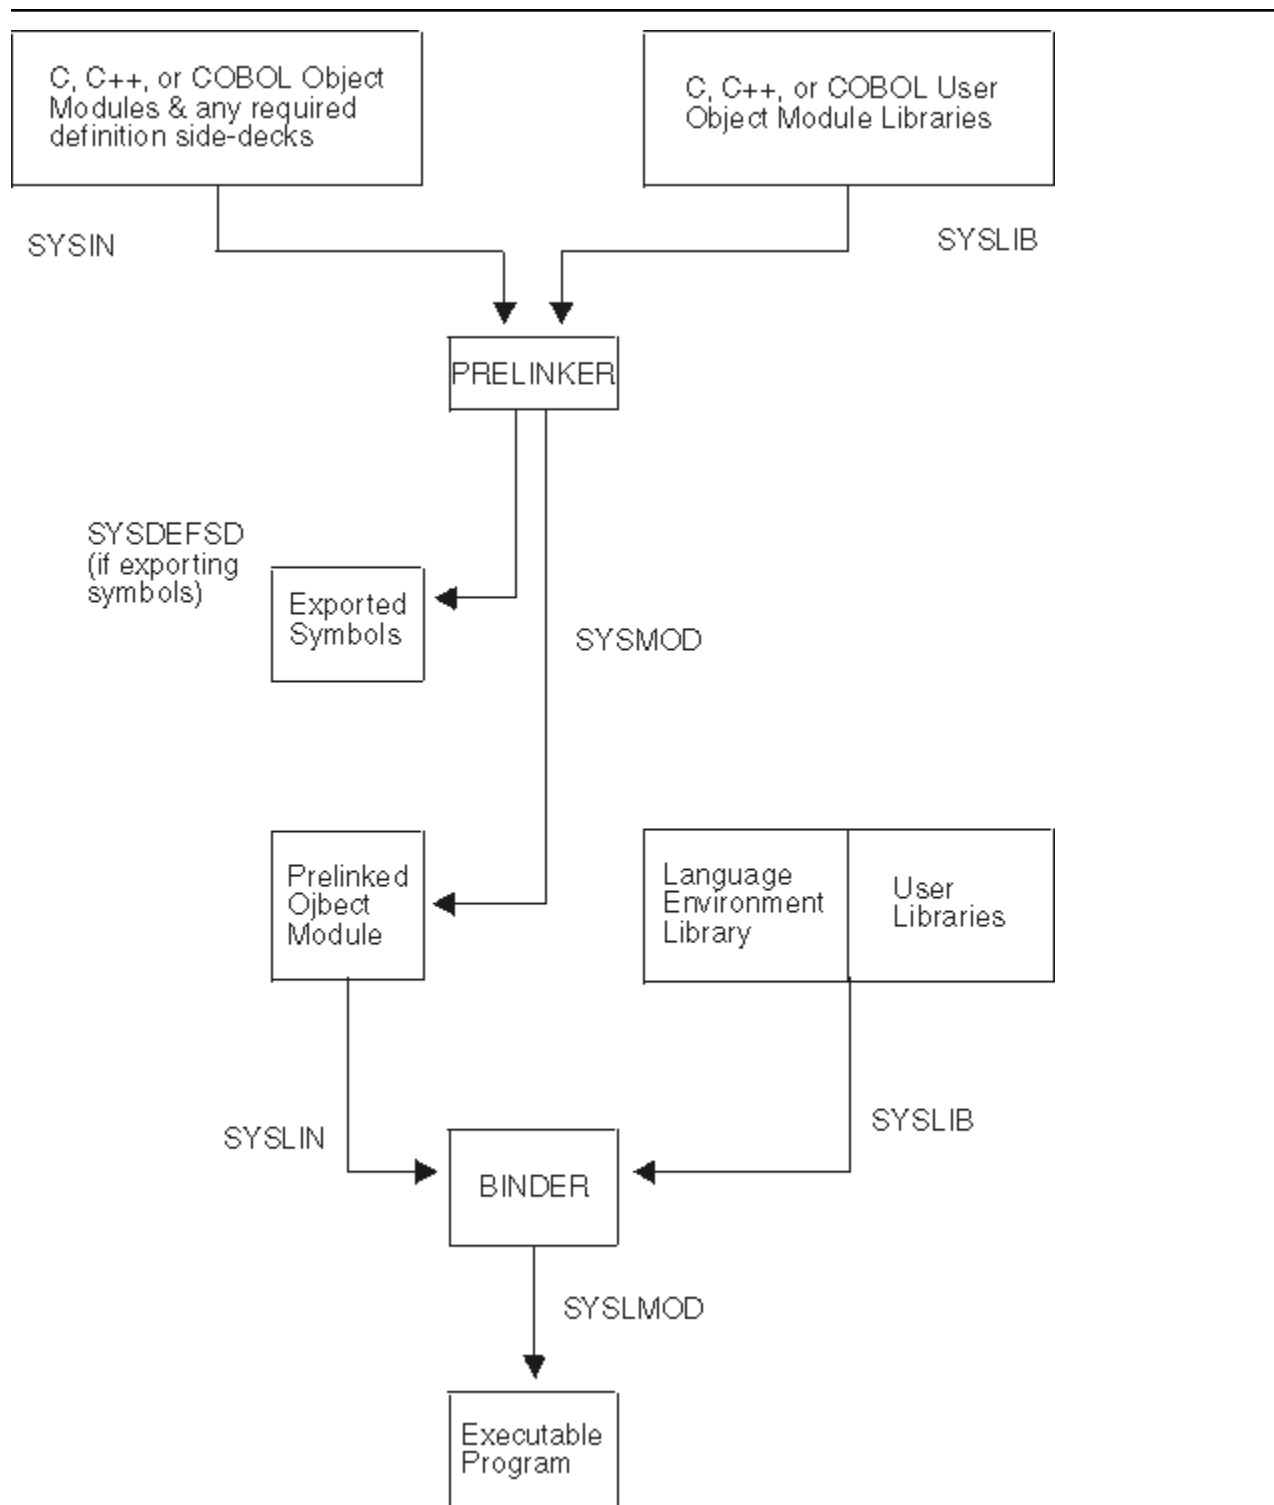 C, C++, or COBOL Object
Modules & any required
definition side-decks
C, C++, or COBOL User
Object Module Libraries
SYSIN
SYSLIB
PRELINKER
SYSDEFSD
(if exporting
symbols)
Exported
Symbols
SYSMOD
Prelinked
Ojbect
Module
Language
Environment
Library
User
Libraries
SYSLIN
SYSLIB
BINDER
SYSLMOD
Executable
Program